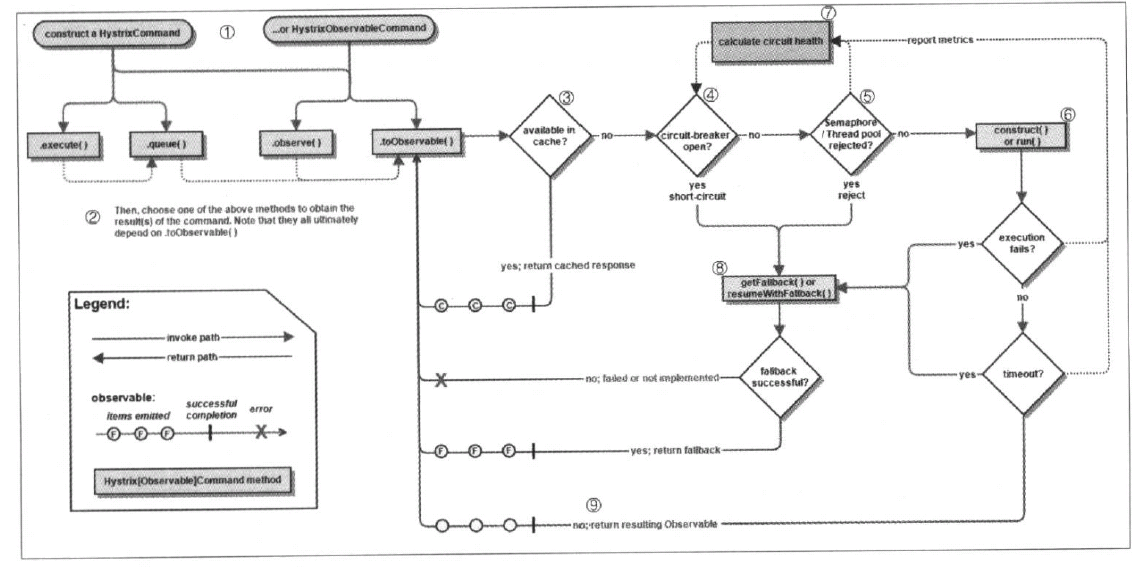 construct a HystrixCommand
①
...or HystrixObservableCommand
⑦
calculate circuit health
report metrics
③
④
⑤
⑥
.execute( )
.queue( )
.observe( )
.toObservable( )
available in
cache?
no
circuit-breaker
open?
no
Semaphore
/ Thread pool
rejected?
no
construct( )
or run( )
yes
short-circuit
yes
reject
②
Then, choose one of the above methods to obtain the
result(s) of the command. Note that they all ultimately
depend on .toObservable( )
yes
execution
fails?
yes; return cached response
⑧
getFallback( ) or
resumeWithFallback( )
no
C
C
C
Legend:
invoke path
return path
observable:
items emitted
successful
completion
error
F
F
F
Hystrix[Observable]Command method
X
no; failed or not implemented
fallback
successful?
yes
timeout?
F
F
F
yes; return fallback
⑨
no; return resulting Observable